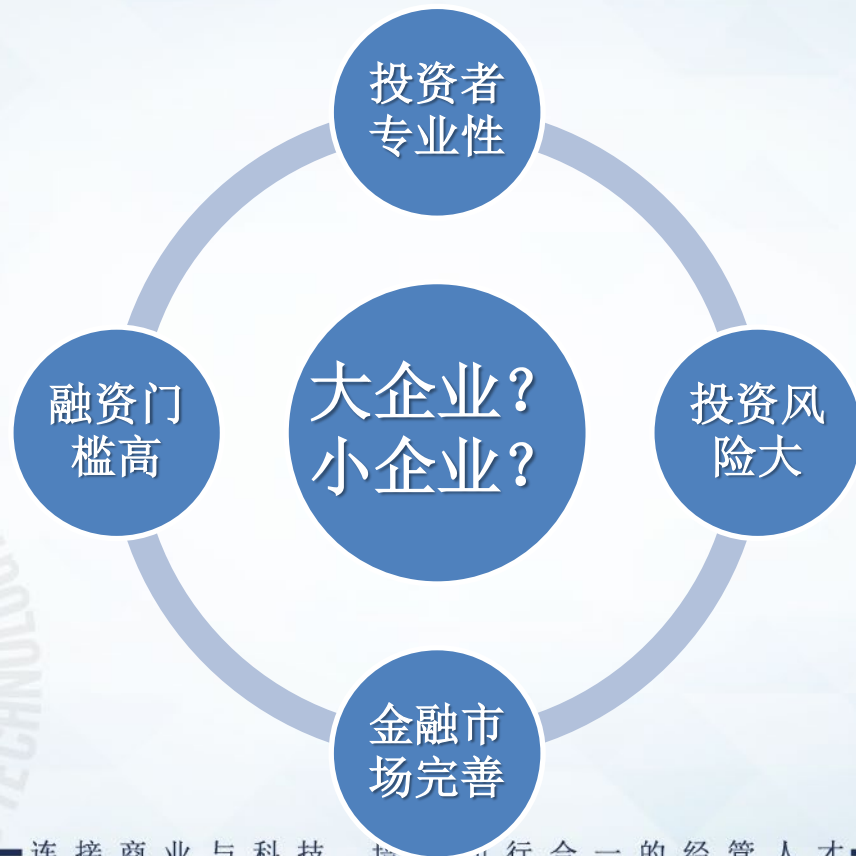 投资者
专业性
融资门
槛高
大企业？
小企业？
投资风
险大
金融市
场完善
TECHNOLOG
连接商业与科技
行合一的经管人才